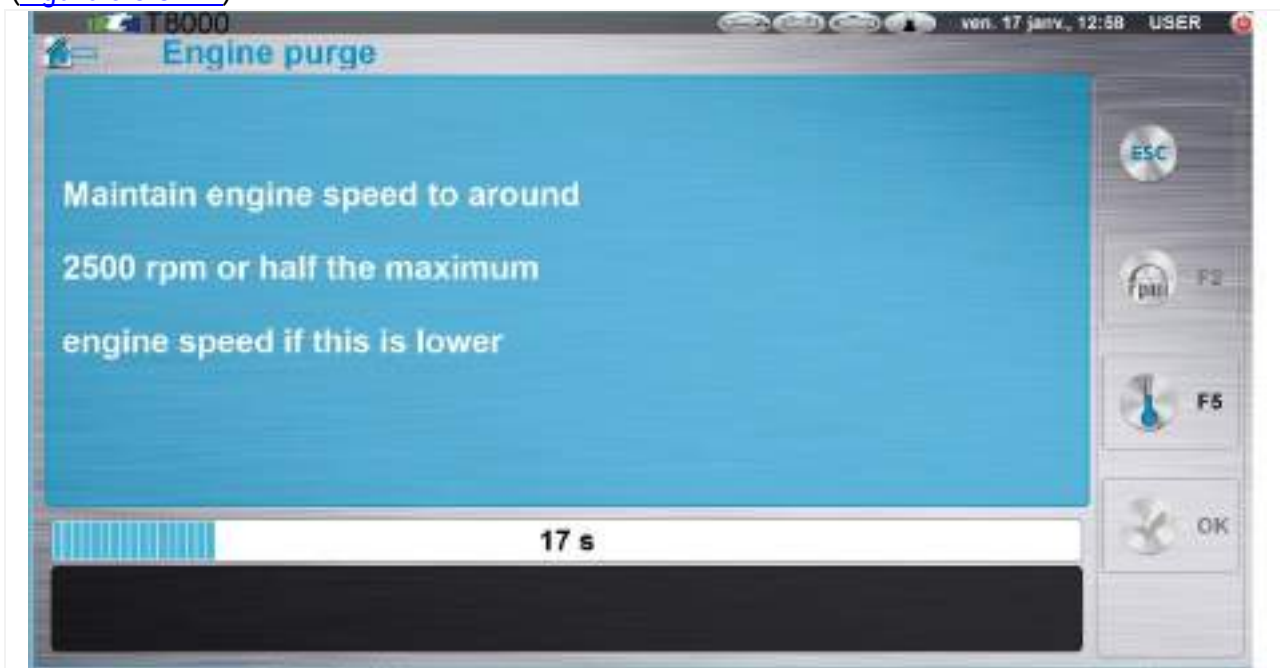 T8000 ven. 17 janv., 12:58 USER
Engine purge
ESC
Maintain engine speed to around
2500 rpm or half the maximum
rpm F2
engine speed if this is lower
F5
17 s
OK